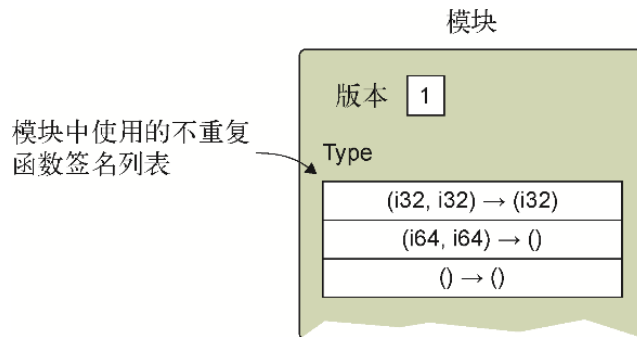 模块
版本 1
模块中使用的不重复
函数签名列表
Type
(i32, i32) → (i32)
(i64, i64) → ()
() → ()